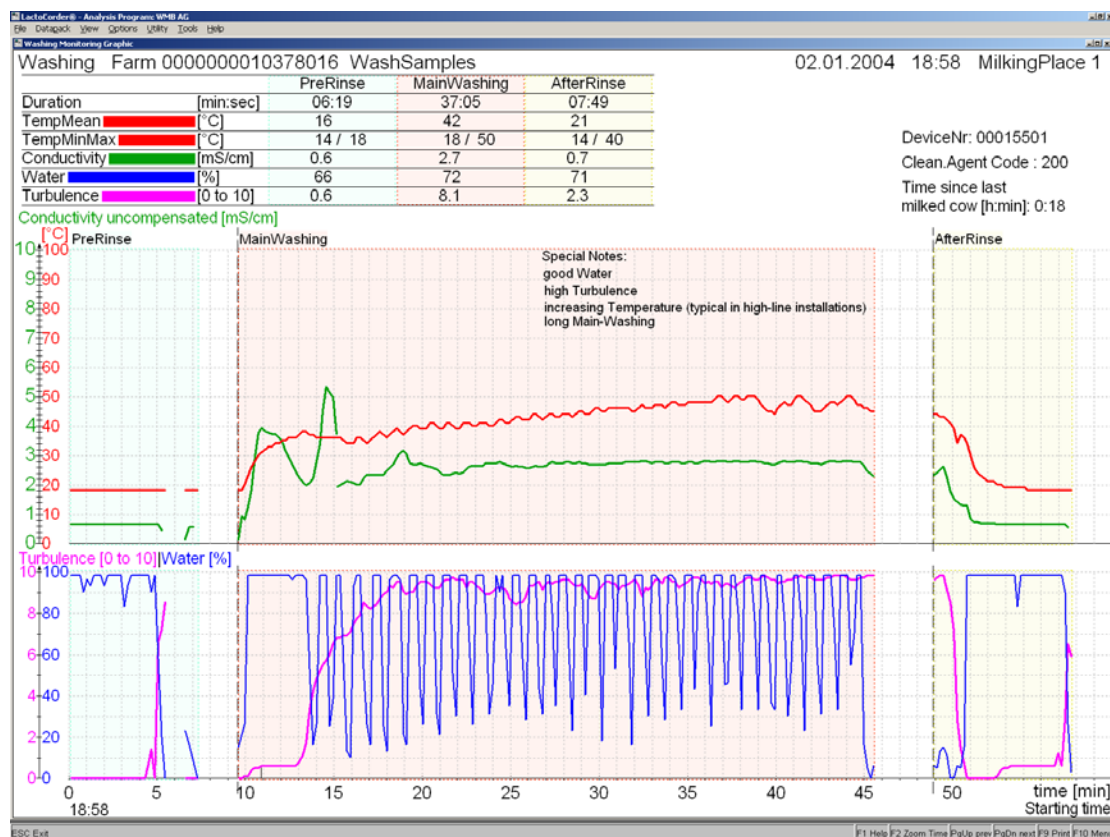 LactoCorder® - Analysis Program: WMB AG
File Datapack View Options Utility Tools Help
Washing Monitoring Graphic
Washing Farm 0000000010378016 WashSamples 02.01.2004 18:58 MilkingPlace 1
PreRinse MainWashing AfterRinse
Duration [min:sec] 06:19 37:05 07:49
TempMean [°C] 16 42 21
TempMinMax [°C] 14 / 18 18 / 50 14 / 40
Conductivity [mS/cm] 0.6 2.7 0.7
Water [%] 66 72 71
Turbulence [0 to 10] 0.6 8.1 2.3
DeviceNr: 00015501
Clean.Agent Code : 200
Time since last
milked cow [h:min]: 0:18
Conductivity uncompensated [mS/cm]
[°C] PreRinse MainWashing AfterRinse
10 100
9 90
8 80
7 70
6 60
5 50
4 40
3 30
2 20
1 10
0 0
Special Notes:
good Water
high Turbulence
increasing Temperature (typical in high-line installations)
long Main-Washing
Turbulence [0 to 10] Water [%]
10 100
8 80
6 60
4 40
2 20
0 0
0 5 10 15 20 25 30 35 40 45 50 time [min]
18:58 Starting time
ESC Exit F1 Help F2 Zoom Time PgUp prev PgDn next F9 Print F10 Men